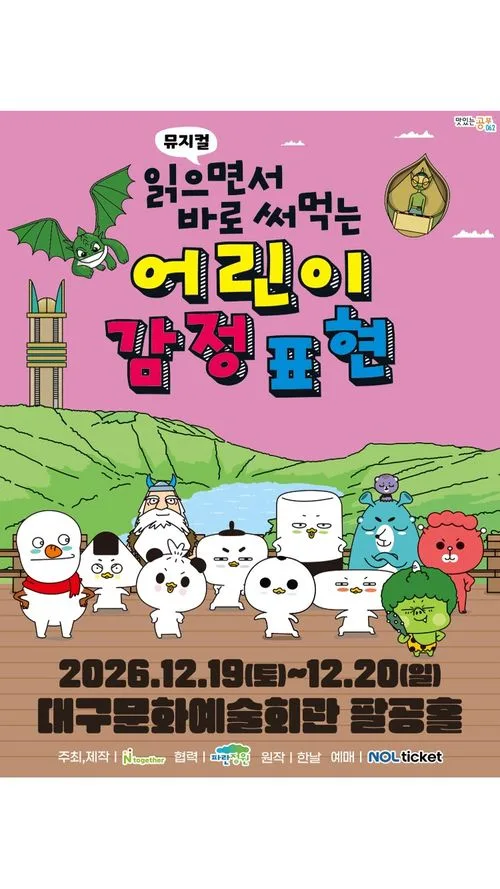 맛있는 공부
.062
뮤지컬
읽으면서
바로 써먹는
어린이
감정 표현
2026.12.19(토)~12.20(일)
대구문화예술회관 팔공홀
주최,제작 | N together 협력 | 파란정원 원작 | 한날 예매 | NOL ticket